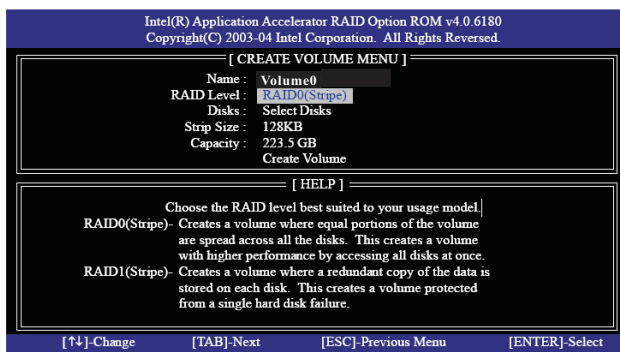 Intel(R) Application Accelerator RAID Option ROM v4.0.6180
Copyright(C) 2003-04 Intel Corporation. All Rights Reversed.
[ CREATE VOLUME MENU ]
Name : Volume0
RAID Level : RAID0(Stripe)
Disks : Select Disks
Strip Size : 128KB
Capacity : 223.5 GB
Create Volume
[ HELP ]
Choose the RAID level best suited to your usage model.
RAID0(Stripe)- Creates a volume where equal portions of the volume
are spread across all the disks. This creates a volume
with higher performance by accessing all disks at once.
RAID1(Stripe)- Creates a volume where a redundant copy of the data is
stored on each disk. This creates a volume protected
from a single hard disk failure.
[↑↓]-Change [TAB]-Next [ESC]-Previous Menu [ENTER]-Select